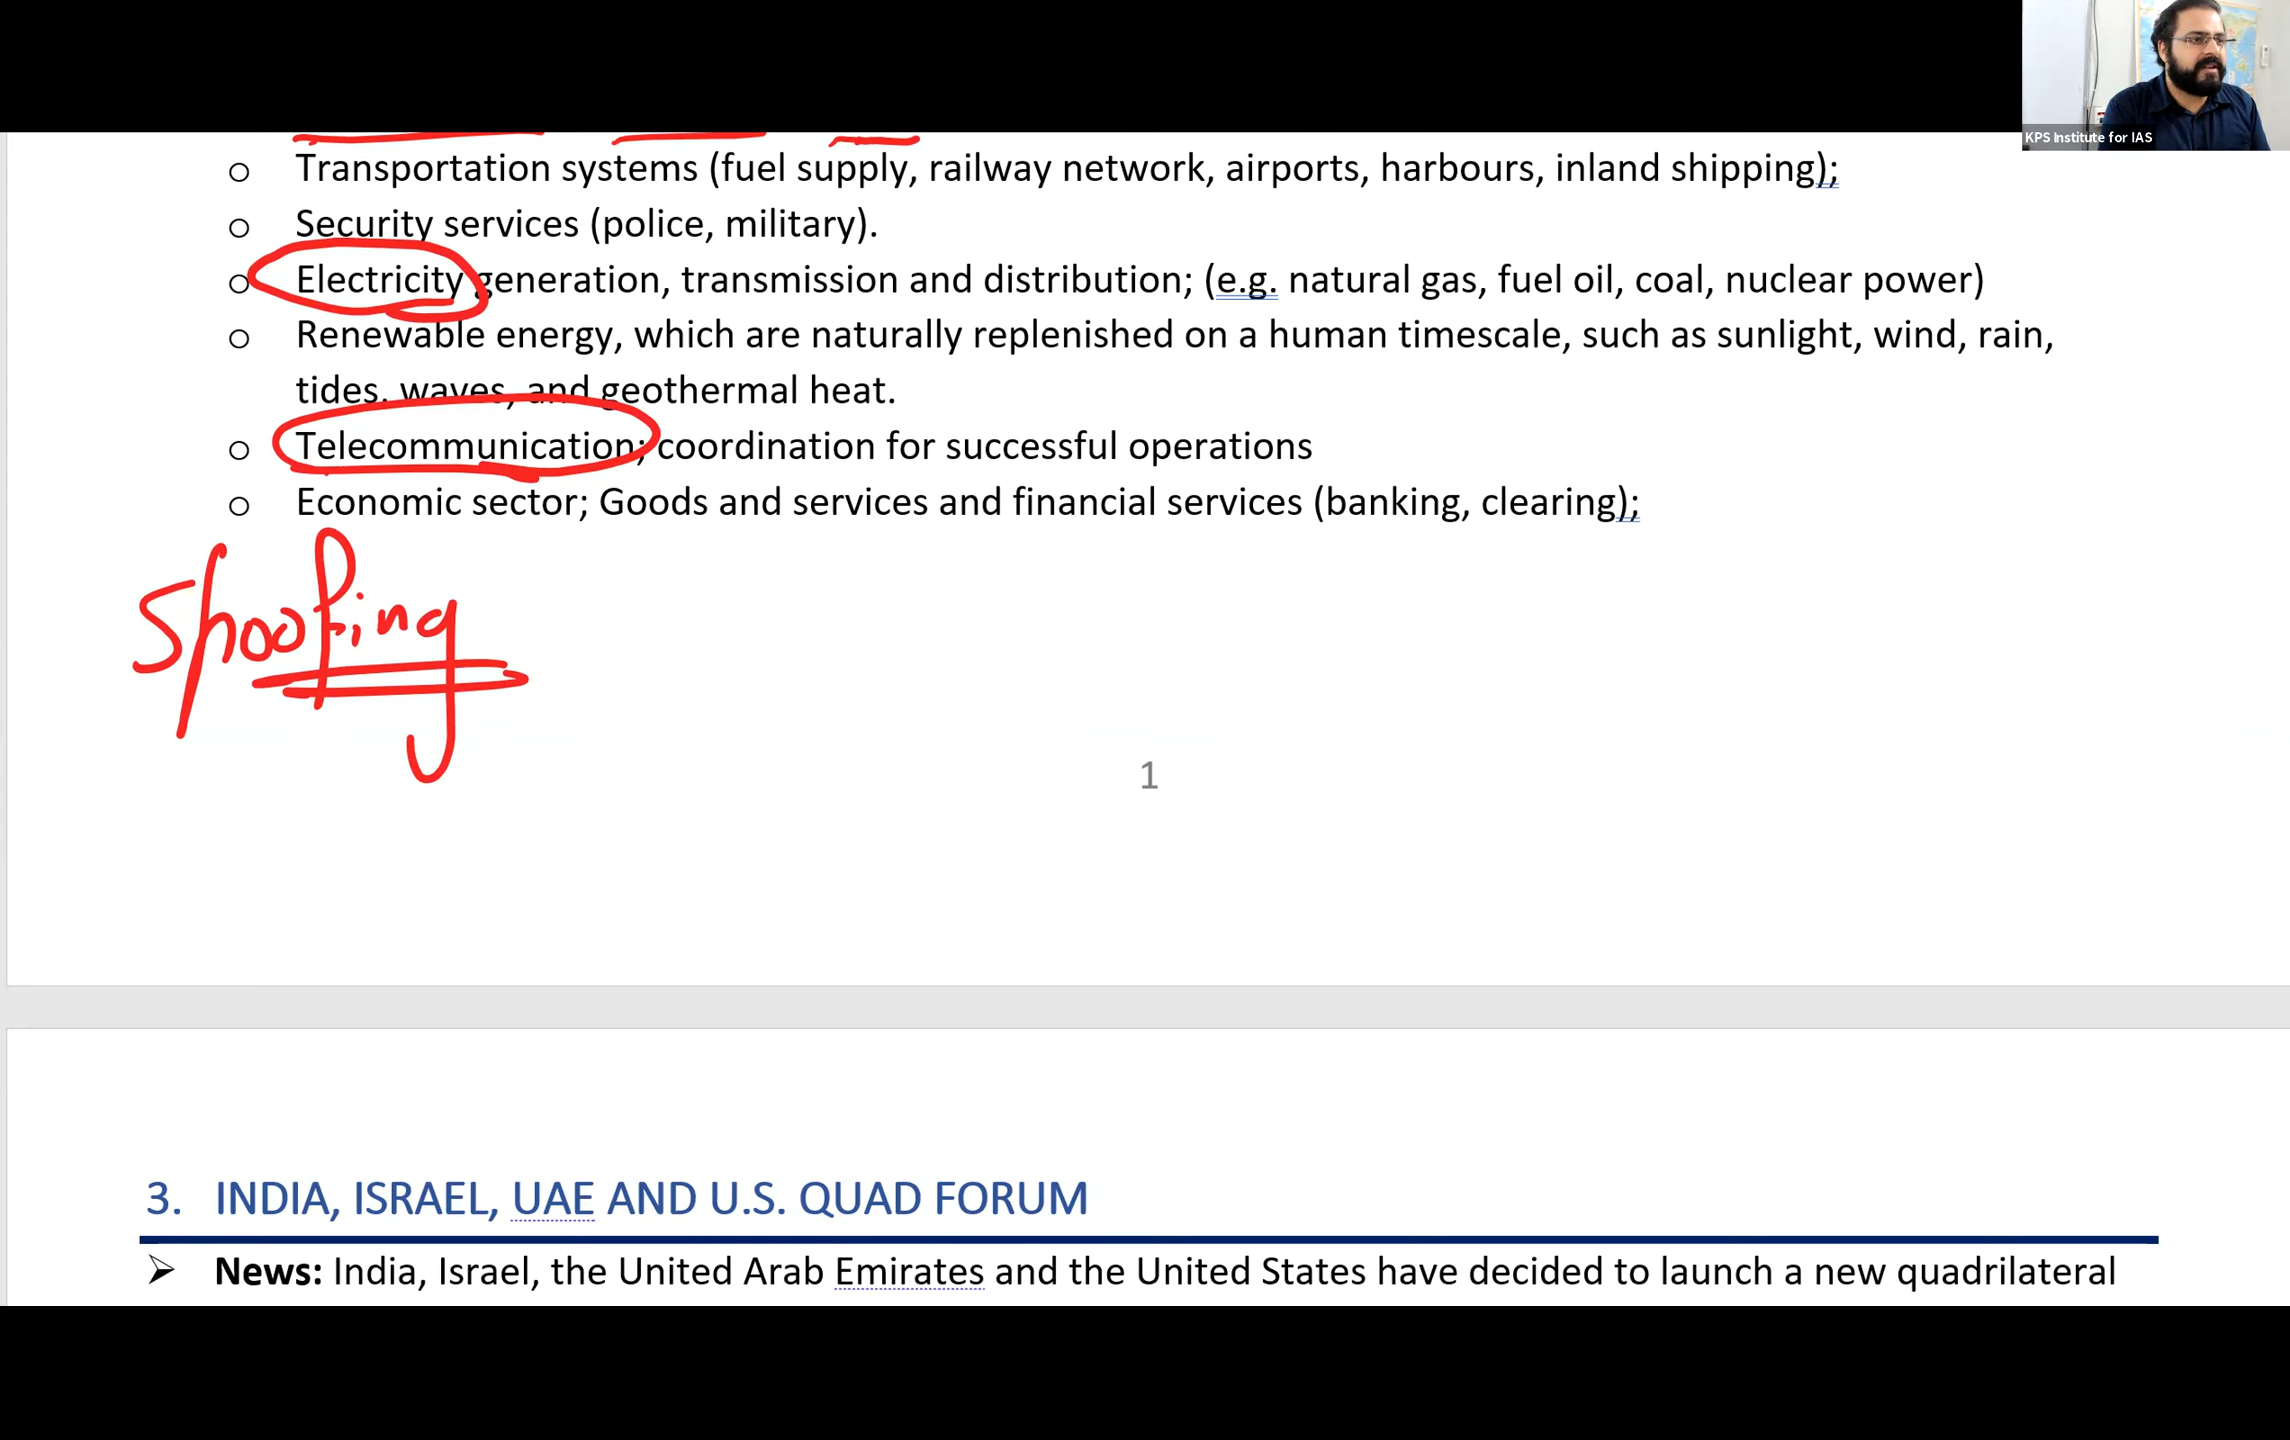 KPS Institute for IAS
o Transportation systems (fuel supply, railway network, airports, harbours, inland shipping);
o Security services (police, military).
o Electricity generation, transmission and distribution; (e.g. natural gas, fuel oil, coal, nuclear power)
o Renewable energy, which are naturally replenished on a human timescale, such as sunlight, wind, rain,
tides, waves, and geothermal heat.
o Telecommunication; coordination for successful operations
o Economic sector; Goods and services and financial services (banking, clearing);
Spoofing
1
3. INDIA, ISRAEL, UAE AND U.S. QUAD FORUM
➢ News: India, Israel, the United Arab Emirates and the United States have decided to launch a new quadrilateral